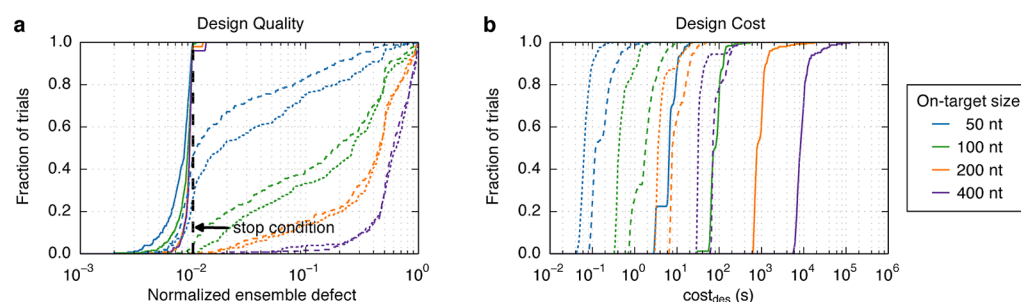 a
Design Quality
Fraction of trials
1.0
0.8
0.6
0.4
0.2
0.0
stop condition
10⁻³
10⁻²
10⁻¹
10⁰
Normalized ensemble defect
b
Design Cost
Fraction of trials
1.0
0.8
0.6
0.4
0.2
0.0
10⁻²
10⁻¹
10⁰
10¹
10²
10³
10⁴
10⁵
10⁶
cost_des (s)
On-target size
50 nt
100 nt
200 nt
400 nt